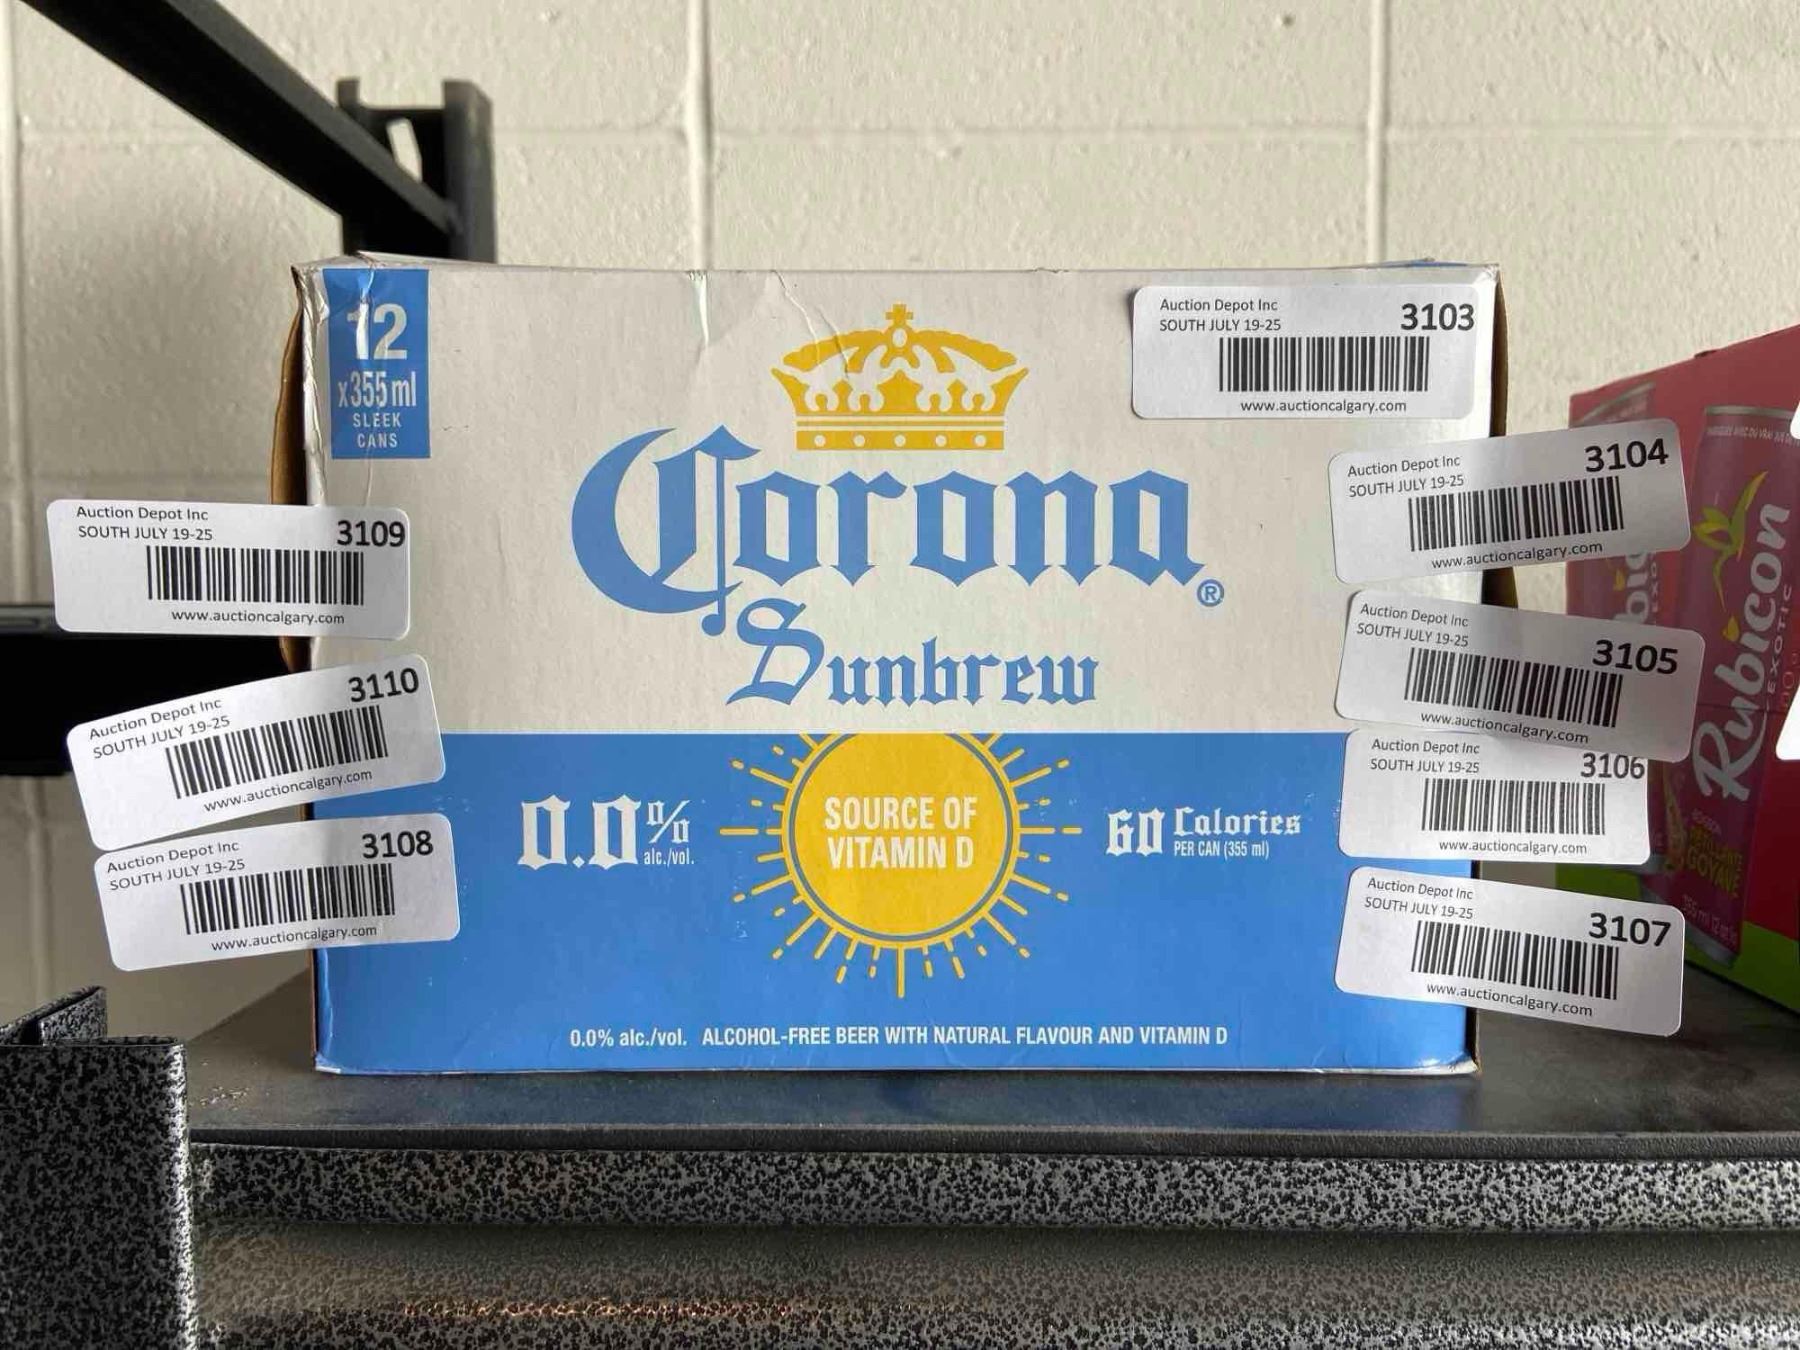 12
x355 ml
SLEEK
CANS
Corona®
Sunbrew
0.0% alc./vol.
SOURCE OF
VITAMIN D
60 Calories
PER CAN (355 ml)
0.0% alc./vol. ALCOHOL-FREE BEER WITH NATURAL FLAVOUR AND VITAMIN D
Auction Depot Inc
SOUTH JULY 19-25
3103
www.auctioncalgary.com
Auction Depot Inc
SOUTH JULY 19-25
3104
www.auctioncalgary.com
Auction Depot Inc
SOUTH JULY 19-25
3105
www.auctioncalgary.com
Auction Depot Inc
SOUTH JULY 19-25
3106
www.auctioncalgary.com
Auction Depot Inc
SOUTH JULY 19-25
3107
www.auctioncalgary.com
Auction Depot Inc
SOUTH JULY 19-25
3109
www.auctioncalgary.com
Auction Depot Inc
SOUTH JULY 19-25
3110
www.auctioncalgary.com
Auction Depot Inc
SOUTH JULY 19-25
3108
www.auctioncalgary.com
Rubicon
EXOTIC
GOYAVE